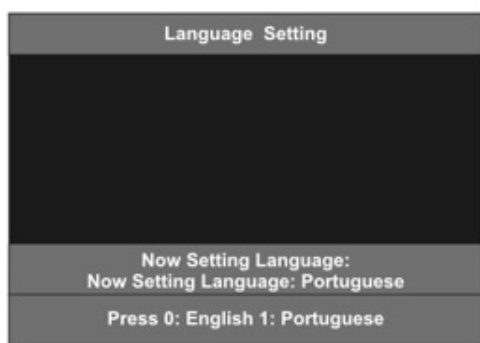 Language Setting
Now Setting Language:
Now Setting Language: Portuguese
Press 0: English 1: Portuguese